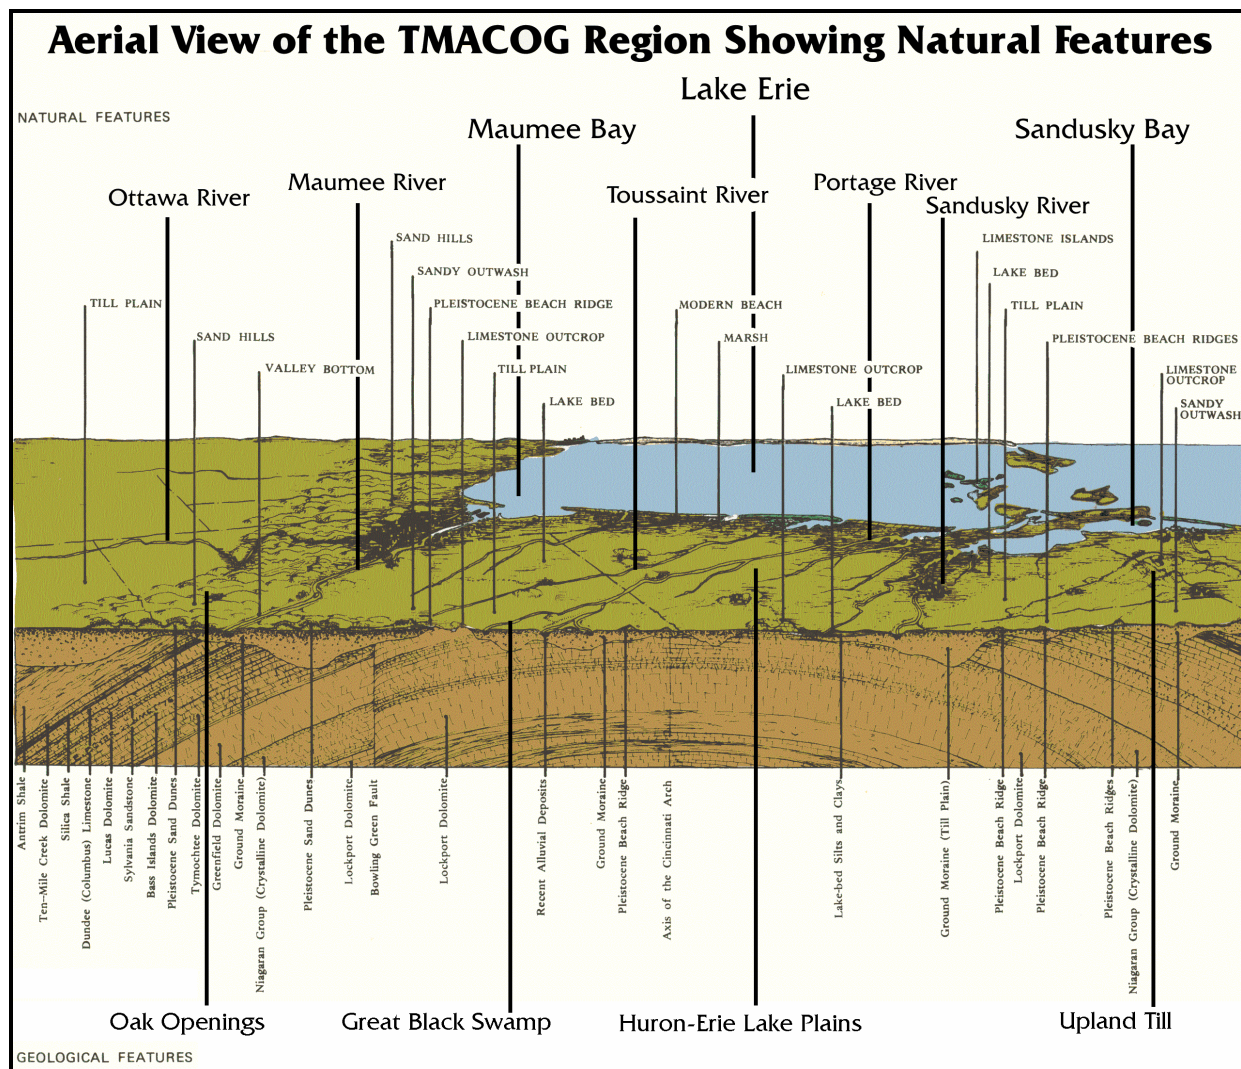 Aerial View of the TMACOG Region Showing Natural Features
Lake Erie
NATURAL FEATURES
Maumee Bay
Sandusky Bay
Maumee River
Portage River
Ottawa River
Toussaint River
Sandusky River
SAND HILLS
LIMESTONE ISLANDS
SANDY OUTWASH
LAKE BED
TILL PLAIN
PLEISTOCENE BEACH RIDGE
MODERN BEACH
TILL PLAIN
SAND HILLS
LIMESTONE OUTCROP
MARSH
PLEISTOCENE BEACH RIDGES
VALLEY BOTTOM
TILL PLAIN
LIMESTONE OUTCROP
LIMESTONE
OUTCROP
LAKE BED
LAKE BED
SANDY
OUTWASH
Antrim Shale
Ten-Mile Creek Dolomite
Silica Shale
Dundee (Columbus) Limestone
Lucas Dolomite
Sylvania Sandstone
Bass Islands Dolomite
Pleistocene Sand Dunes
Tymochtee Dolomite
Greenfield Dolomite
Ground Moraine
Niagaran Group (Crystalline Dolomite)
Pleistocene Sand Dunes
Lockport Dolomite
Bowling Green Fault
Lockport Dolomite
Recent Alluvial Deposits
Ground Moraine
Pleistocene Beach Ridge
Axis of the Cincinnati Arch
Lake-bed Silts and Clays
Ground Moraine (Till Plain)
Pleistocene Beach Ridge
Lockport Dolomite
Pleistocene Beach Ridge
Pleistocene Beach Ridges
Niagaran Group (Crystalline Dolomite)
Ground Moraine
Oak Openings
Great Black Swamp
Huron-Erie Lake Plains
Upland Till
GEOLOGICAL FEATURES